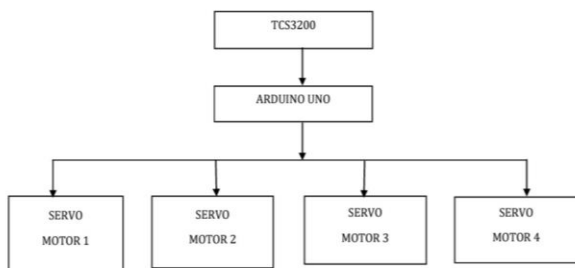 TCS3200
ARDUINO UNO
SERVO
MOTOR 1
SERVO
MOTOR 2
SERVO
MOTOR 3
SERVO
MOTOR 4